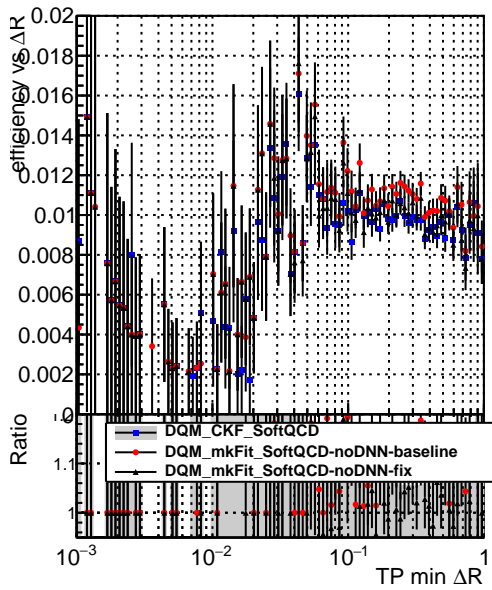 efficiency vs ΔR
0.02
0.018
0.016
0.014
0.012
0.01
0.008
0.006
0.004
0.002
0
Ratio
1.1
1
DQM_CKF_SoftQCD
DQM_mkFit_SoftQCD-noDNN-baseline
DQM_mkFit_SoftQCD-noDNN-fix
10⁻³ 10⁻² 10⁻¹ 1
TP min ΔR